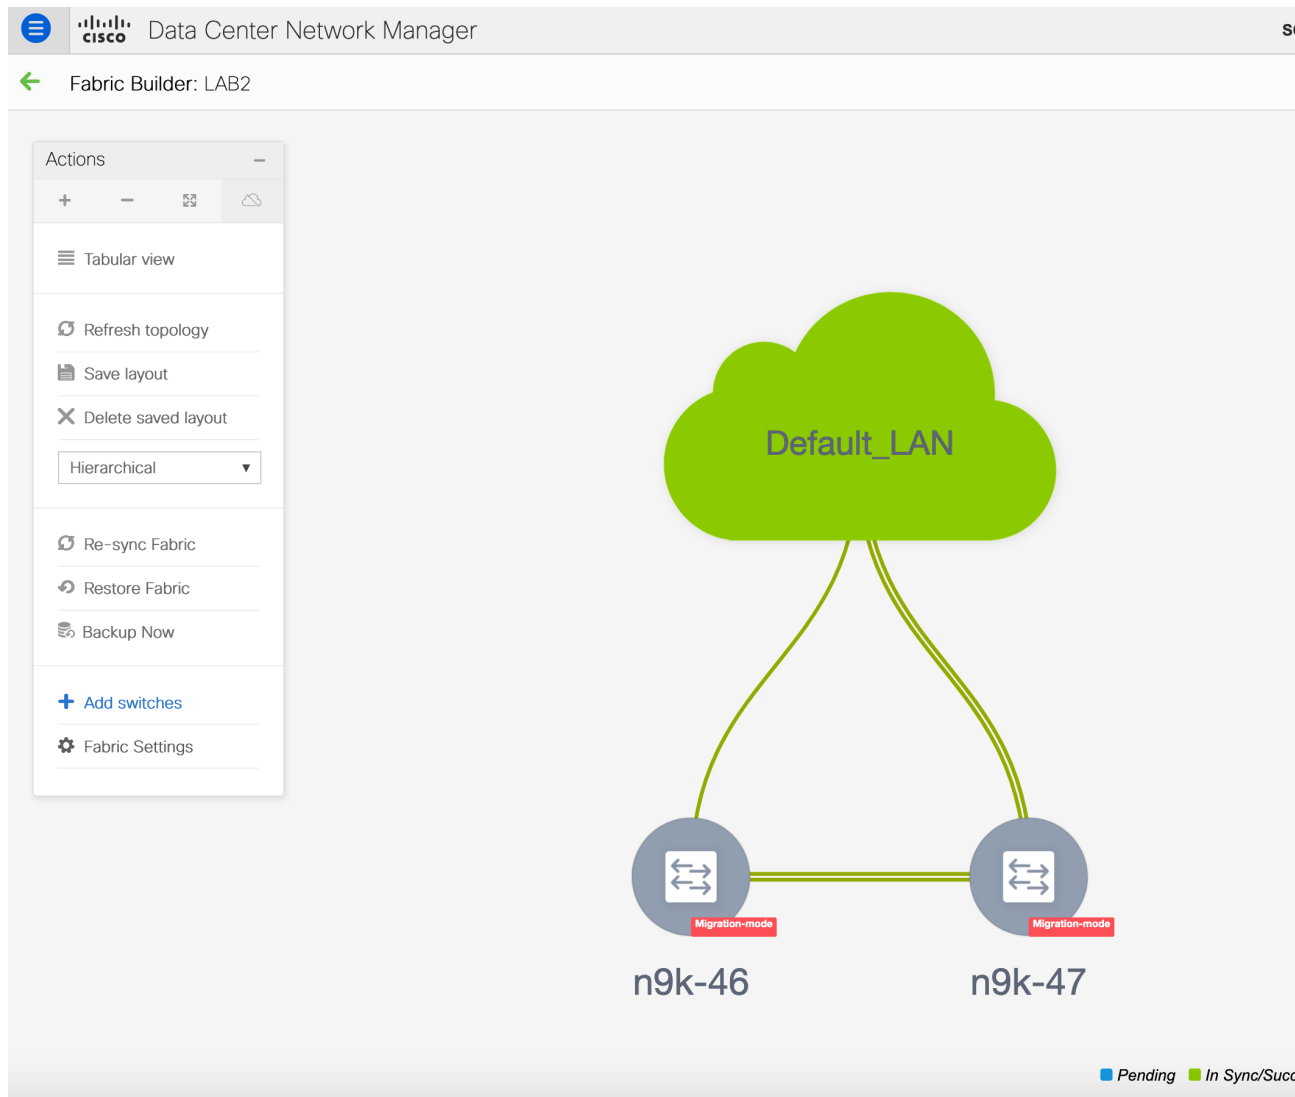 cisco Data Center Network Manager
Fabric Builder: LAB2
Actions
Tabular view
Refresh topology
Save layout
Delete saved layout
Hierarchical
Re-sync Fabric
Restore Fabric
Backup Now
Add switches
Fabric Settings
Default_LAN
Migration-mode
Migration-mode
n9k-46
n9k-47
Pending In Sync/Succ